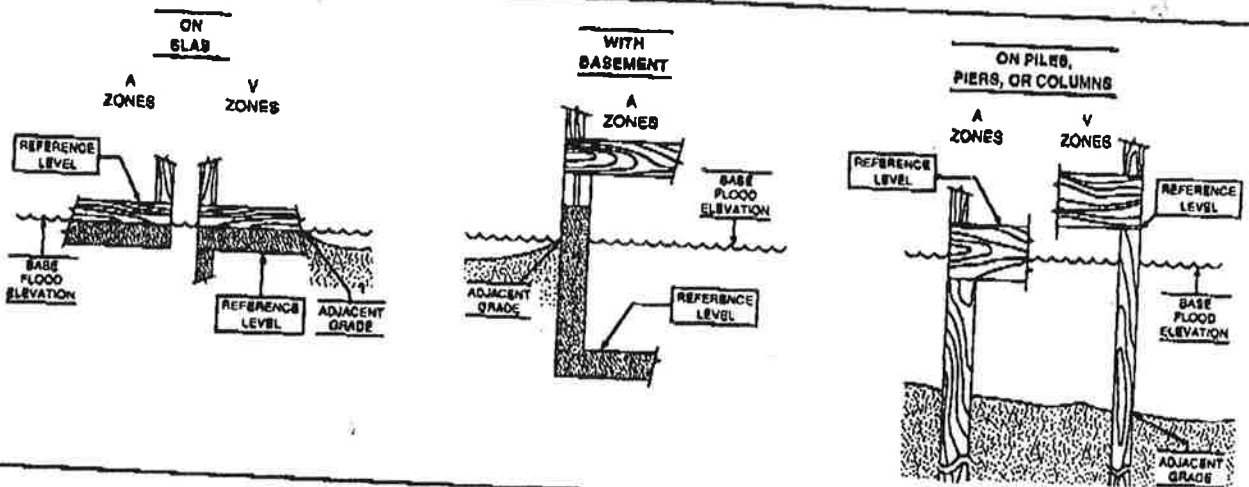 ON
SLAB
A
ZONES
V
ZONES
REFERENCE
LEVEL
BASE
FLOOD
ELEVATION
REFERENCE
LEVEL
ADJACENT
GRADE
WITH
BASEMENT
A
ZONES
BASE
FLOOD
ELEVATION
ADJACENT
GRADE
REFERENCE
LEVEL
ON PILES,
PIERS, OR COLUMNS
A
ZONES
V
ZONES
REFERENCE
LEVEL
REFERENCE
LEVEL
BASE
FLOOD
ELEVATION
ADJACENT
GRADE